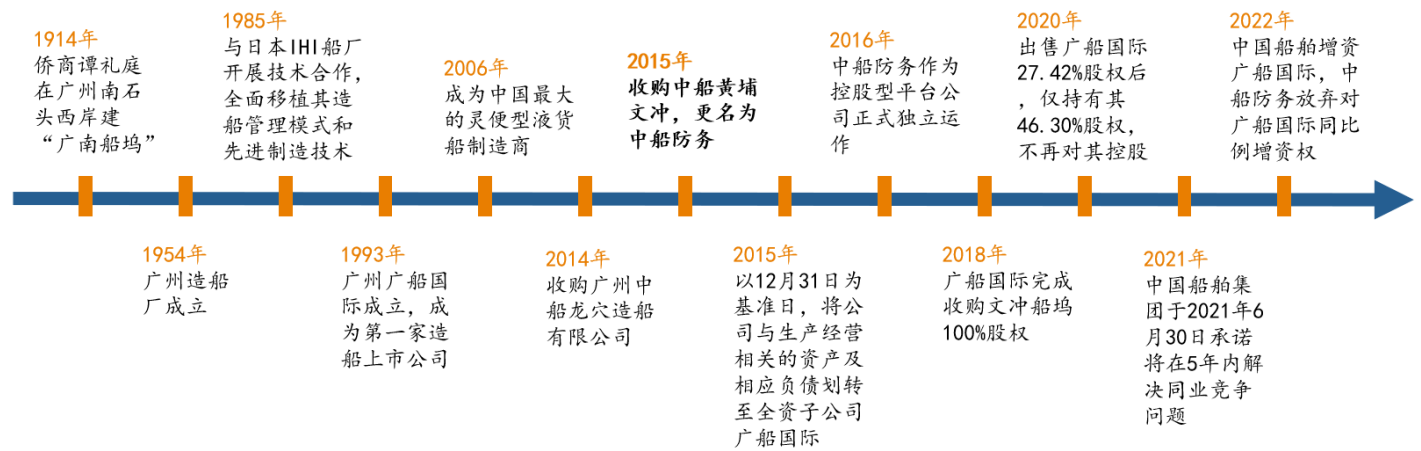 1914年
侨商谭礼庭
在广州南石
头西岸建
“广南船坞”
1954年
广州造船
厂成立
1985年
与日本IHI船厂
开展技术合作，
全面移植其造
船管理模式和
先进制造技术
1993年
广州广船国
际成立，成
为第一家造
船上市公司
2006年
成为中国最大
的灵便型液货
船制造商
2014年
收购广州中
船龙穴造船
有限公司
2015年
收购中船黄埔
文冲，更名为
中船防务
2015年
以12月31日为
基准日，将公
司与生产经营
相关的资产及
相应负债划转
至全资子公司
广船国际
2016年
中船防务作为
控股型平台公
司正式独立运
作
2018年
广船国际完成
收购文冲船坞
100%股权
2020年
出售广船国际
27.42%股权后
，仅持有其
46.30%股权，
不再对其控股
2021年
中国船舶集
团于2021年6
月30日承诺
将在5年内解
决同业竞争
问题
2022年
中国船舶增资
广船国际，中
船防务放弃对
广船国际同比
例增资权